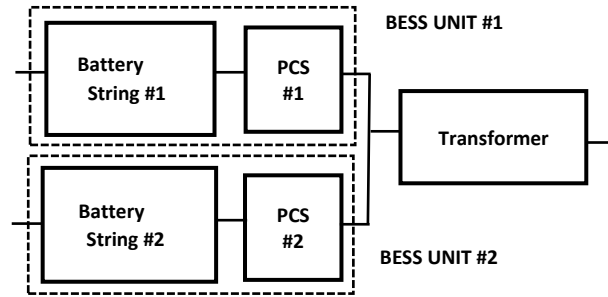 BESS UNIT #1
Battery
String #1
PCS
#1
Transformer
Battery
String #2
PCS
#2
BESS UNIT #2